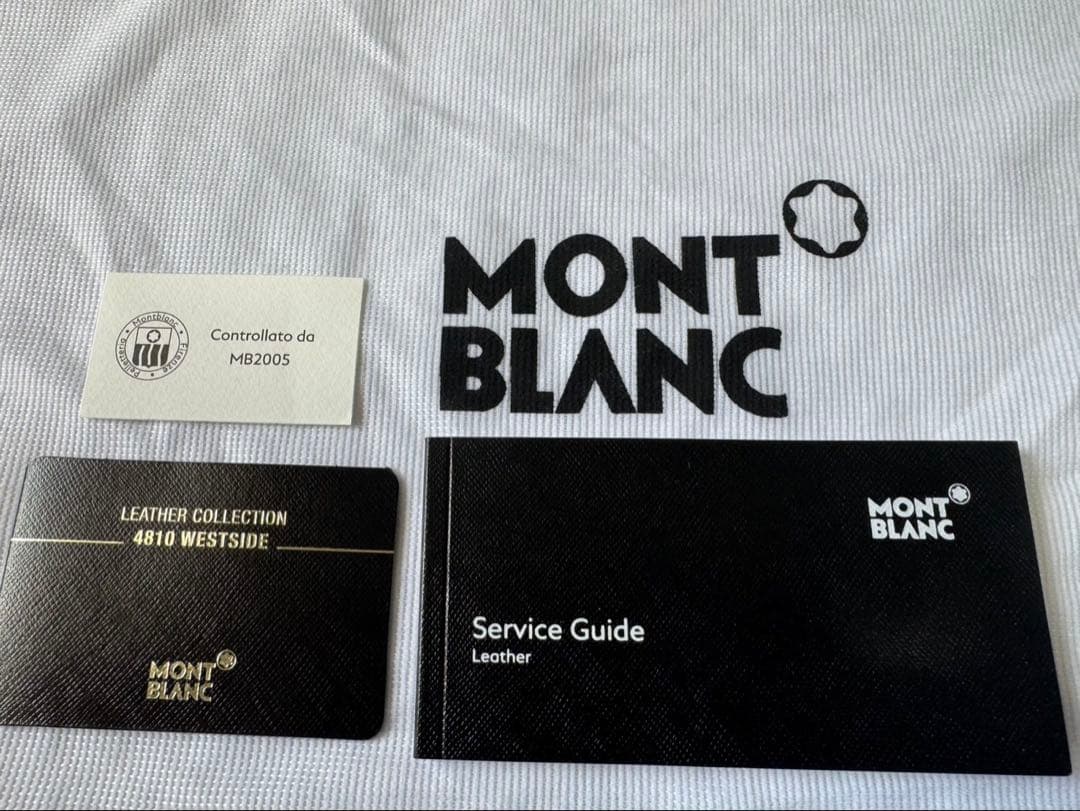 MONT
BLANC
Montblanc • Firenze • Pelletteria •
Controllato da
MB2005
LEATHER COLLECTION
4810 WESTSIDE
MONT
BLANC
MONT
BLANC
Service Guide
Leather